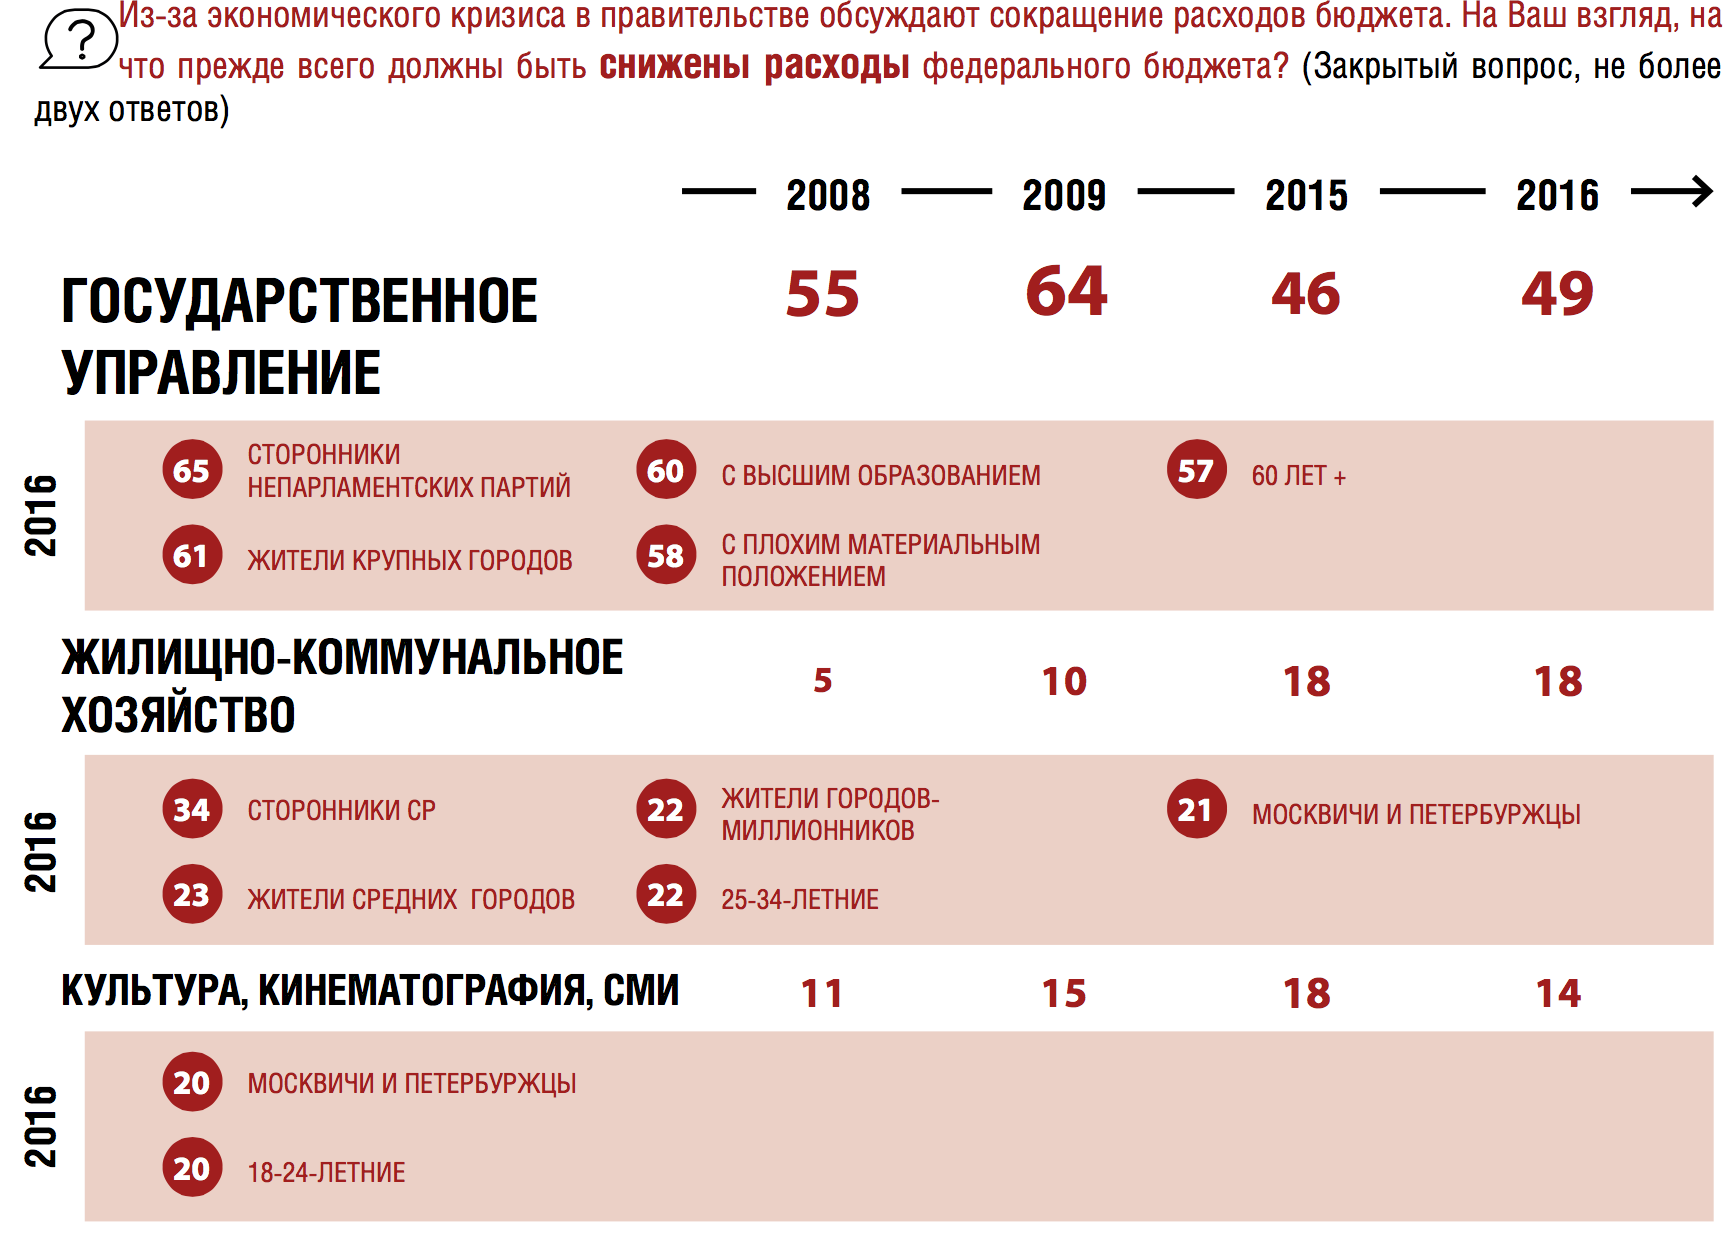 ?
Из-за экономического кризиса в правительстве обсуждают сокращение расходов бюджета. На Ваш взгляд, на
что прежде всего должны быть снижены расходы федерального бюджета? (Закрытый вопрос, не более
двух ответов)
2008 2009 2015 2016
ГОСУДАРСТВЕННОЕ
УПРАВЛЕНИЕ
55 64 46 49
2016
65 СТОРОННИКИ
НЕПАРЛАМЕНТСКИХ ПАРТИЙ
60 С ВЫСШИМ ОБРАЗОВАНИЕМ
57 60 ЛЕТ +
61 ЖИТЕЛИ КРУПНЫХ ГОРОДОВ
58 С ПЛОХИМ МАТЕРИАЛЬНЫМ
ПОЛОЖЕНИЕМ
ЖИЛИЩНО-КОММУНАЛЬНОЕ
ХОЗЯЙСТВО
5 10 18 18
2016
34 СТОРОННИКИ СР
22 ЖИТЕЛИ ГОРОДОВ-
МИЛЛИОННИКОВ
21 МОСКВИЧИ И ПЕТЕРБУРЖЦЫ
23 ЖИТЕЛИ СРЕДНИХ ГОРОДОВ
22 25-34-ЛЕТНИЕ
КУЛЬТУРА, КИНЕМАТОГРАФИЯ, СМИ 11 15 18 14
2016
20 МОСКВИЧИ И ПЕТЕРБУРЖЦЫ
20 18-24-ЛЕТНИЕ